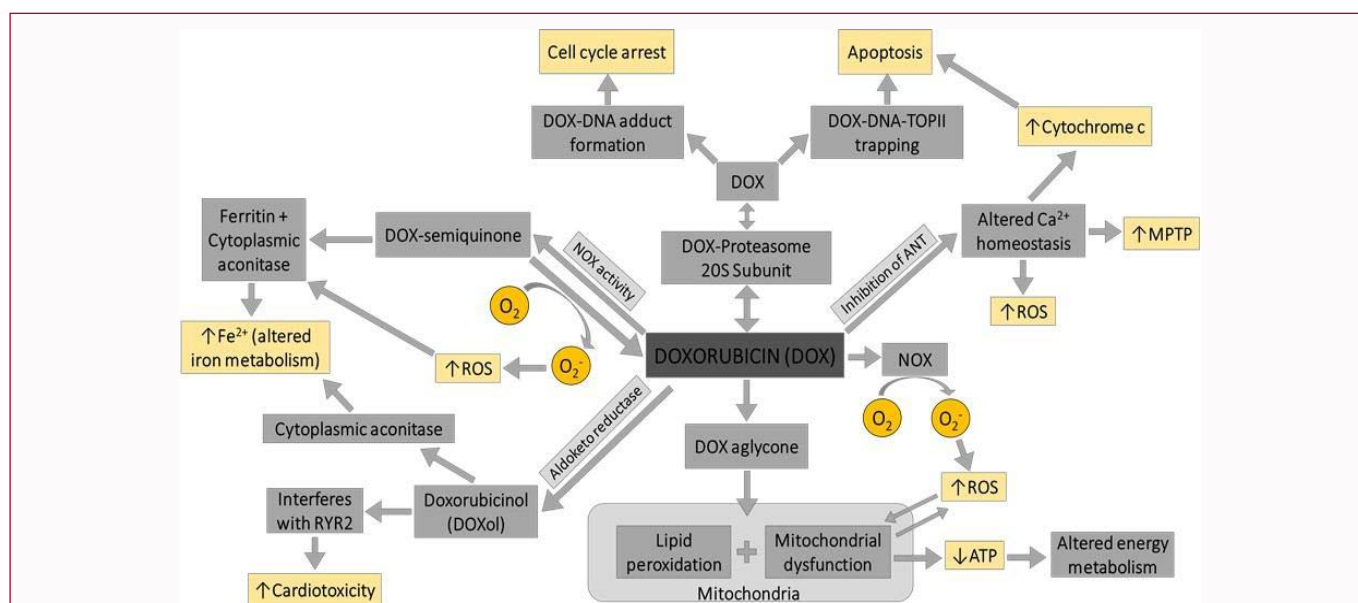 Cell cycle arrest
Apoptosis
DOX-DNA adduct
formation
DOX-DNA-TOPII
trapping
↑Cytochrome c
DOX
Ferritin +
Cytoplasmic
aconitase
DOX-semiquinone
NOX activity
DOX-Proteasome
20S Subunit
Inhibition of ANT
Altered Ca²⁺
homeostasis
↑MPTP
↑ROS
O₂
↑Fe²⁺ (altered
iron metabolism)
↑ROS
O₂⁻
DOXORUBICIN (DOX)
NOX
O₂
O₂⁻
Cytoplasmic aconitase
Aldoketo reductase
DOX aglycone
↑ROS
Interferes
with RYR2
Doxorubicinol
(DOXol)
Lipid
peroxidation
+
Mitochondrial
dysfunction
↓ATP
Altered energy
metabolism
↑Cardiotoxicity
Mitochondria